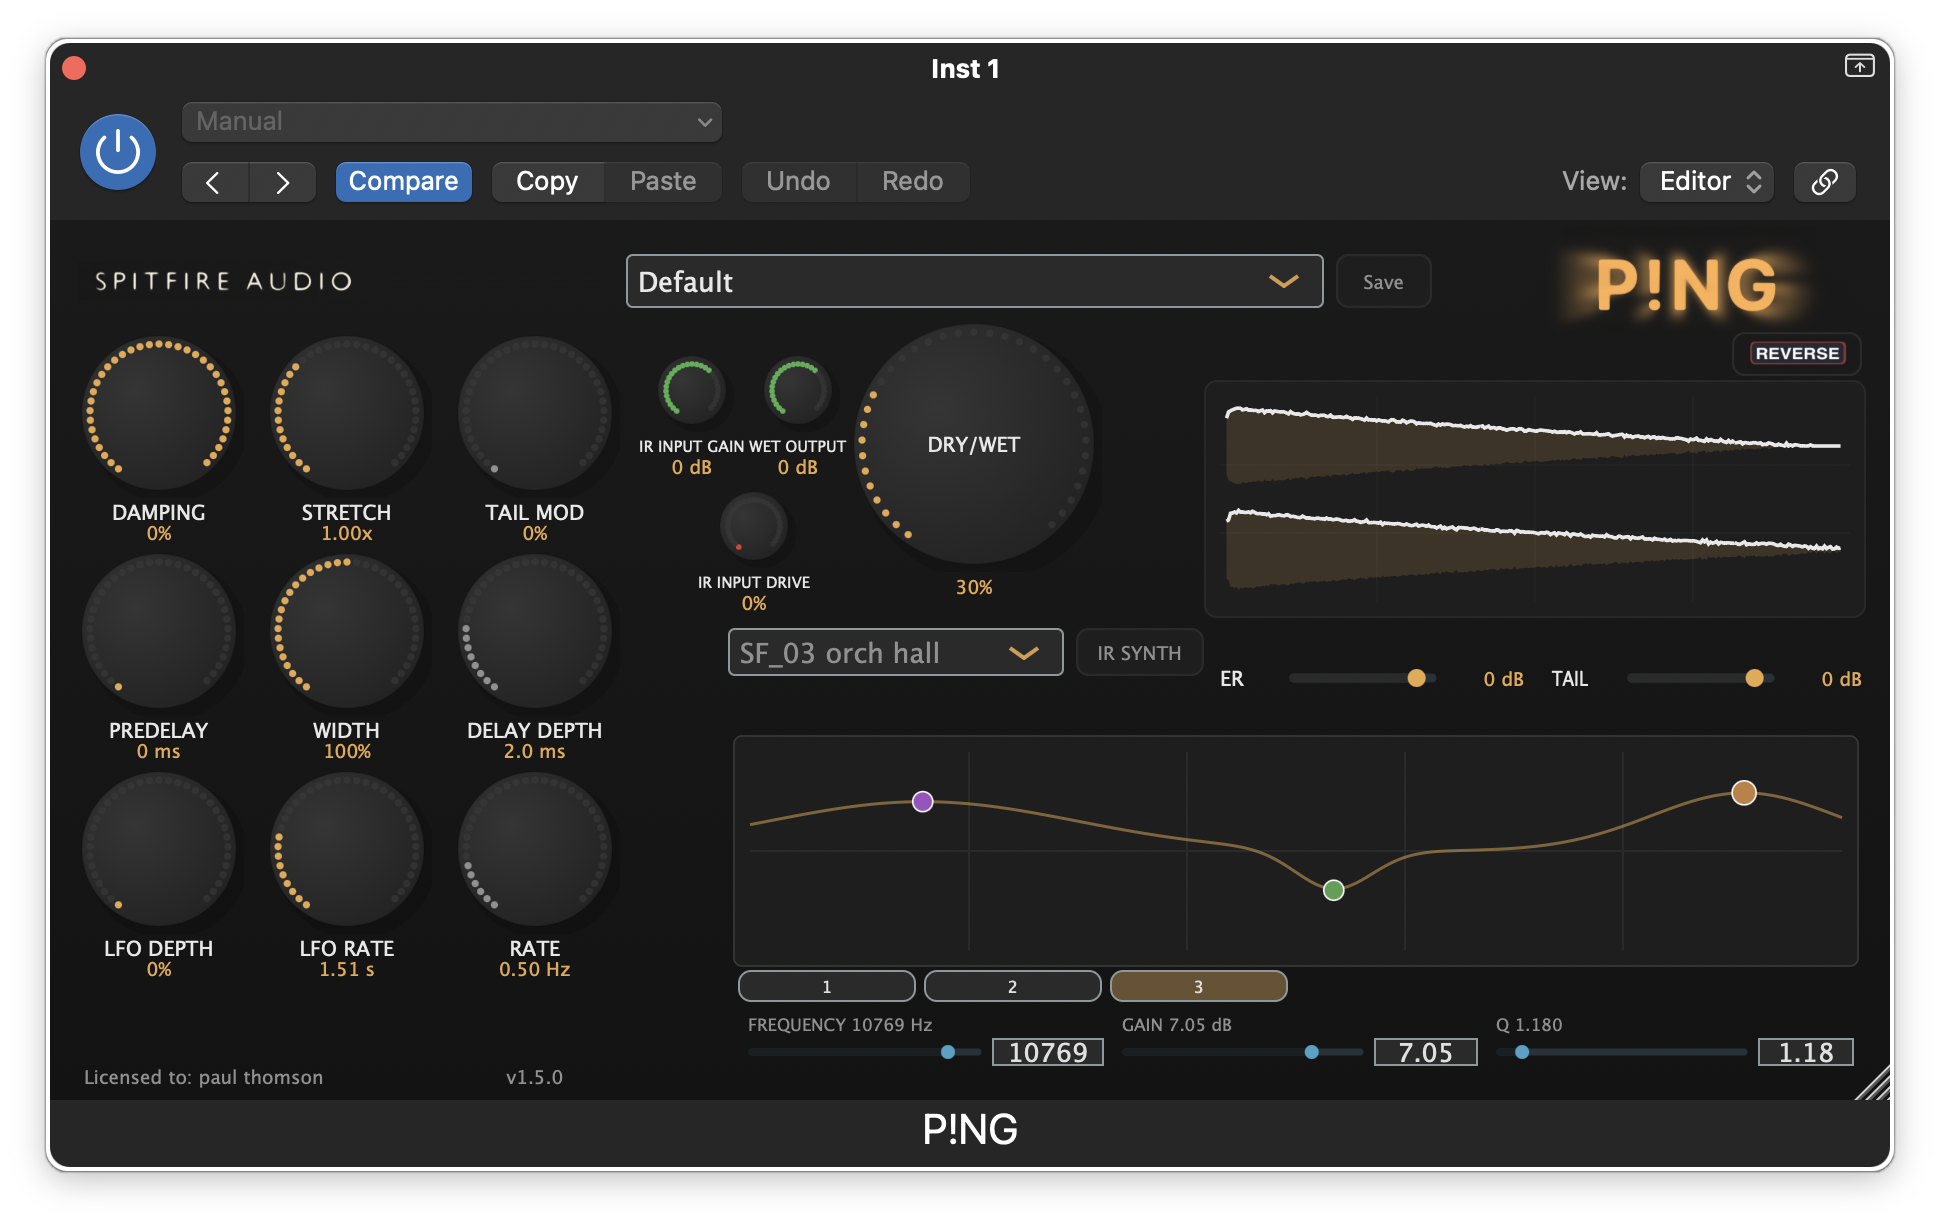 Inst 1
Manual
Compare
Copy
Paste
Undo
Redo
View:
Editor
SPITFIRE AUDIO
Default
Save
P!NG
REVERSE
DAMPING
0%
STRETCH
1.00x
TAIL MOD
0%
IR INPUT GAIN
0 dB
WET OUTPUT
0 dB
IR INPUT DRIVE
0%
DRY/WET
30%
PREDELAY
0 ms
WIDTH
100%
DELAY DEPTH
2.0 ms
SF_03 orch hall
IR SYNTH
ER
0 dB
TAIL
0 dB
LFO DEPTH
0%
LFO RATE
1.51 s
RATE
0.50 Hz
1
2
3
FREQUENCY 10769 Hz
10769
GAIN 7.05 dB
7.05
Q 1.180
1.18
Licensed to: paul thomson
v1.5.0
P!NG